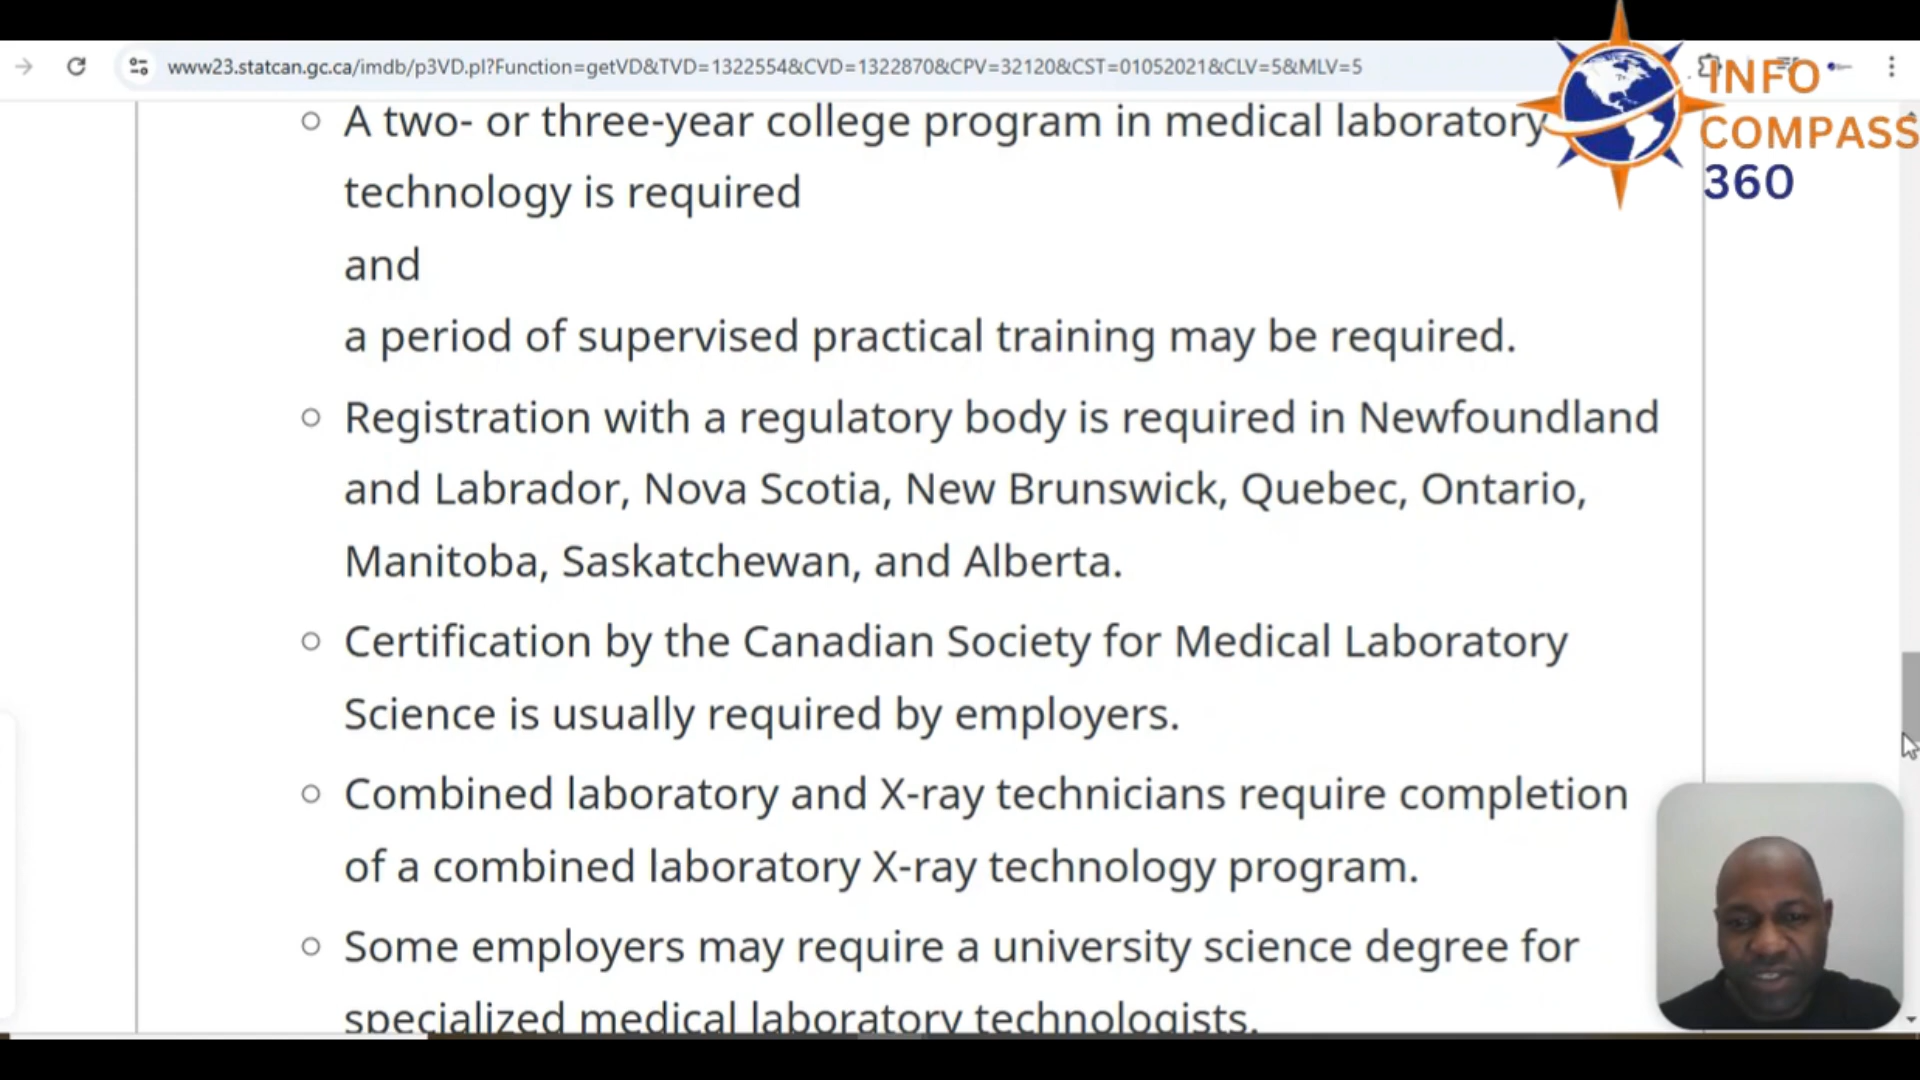 www23.statcan.gc.ca/imdb/p3VD.pl?Function=getVD&TVD=1322554&CVD=1322870&CPV=32120&CST=01052021&CLV=5&MLV=5
INFO
COMPASS
360
A two- or three-year college program in medical laboratory
technology is required
and
a period of supervised practical training may be required.
Registration with a regulatory body is required in Newfoundland
and Labrador, Nova Scotia, New Brunswick, Quebec, Ontario,
Manitoba, Saskatchewan, and Alberta.
Certification by the Canadian Society for Medical Laboratory
Science is usually required by employers.
Combined laboratory and X-ray technicians require completion
of a combined laboratory X-ray technology program.
Some employers may require a university science degree for
specialized medical laboratory technologists.